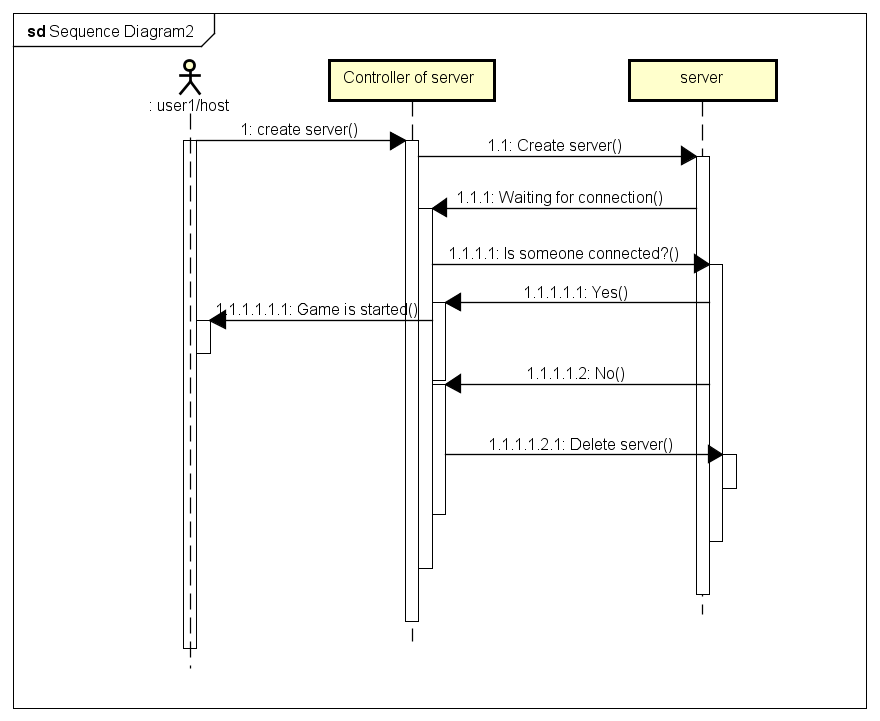 sd Sequence Diagram2
: user1/host
Controller of server
server
1: create server()
1.1: Create server()
1.1.1: Waiting for connection()
1.1.1.1: Is someone connected?()
1.1.1.1.1: Yes()
1.1.1.1.1.1: Game is started()
1.1.1.1.2: No()
1.1.1.1.2.1: Delete server()